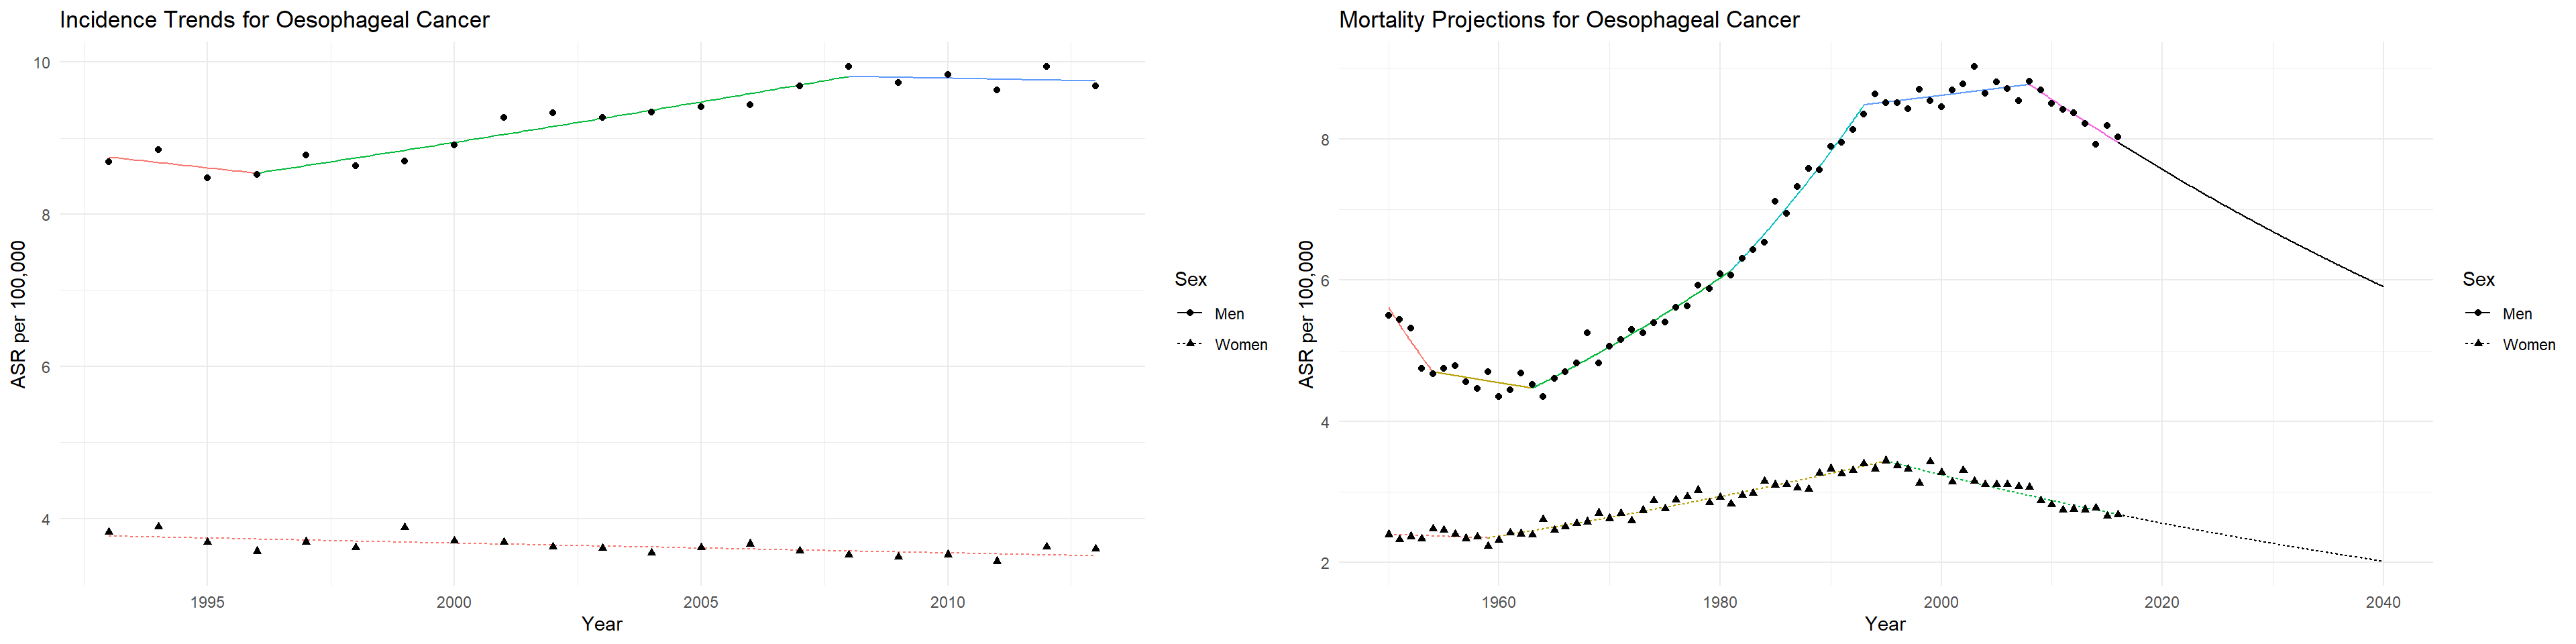 Incidence Trends for Oesophageal Cancer
ASR per 100,000
10
8
6
4
1995 2000 2005 2010
Year
Sex
Men
Women
Mortality Projections for Oesophageal Cancer
ASR per 100,000
8
6
4
2
1960 1980 2000 2020 2040
Year
Sex
Men
Women